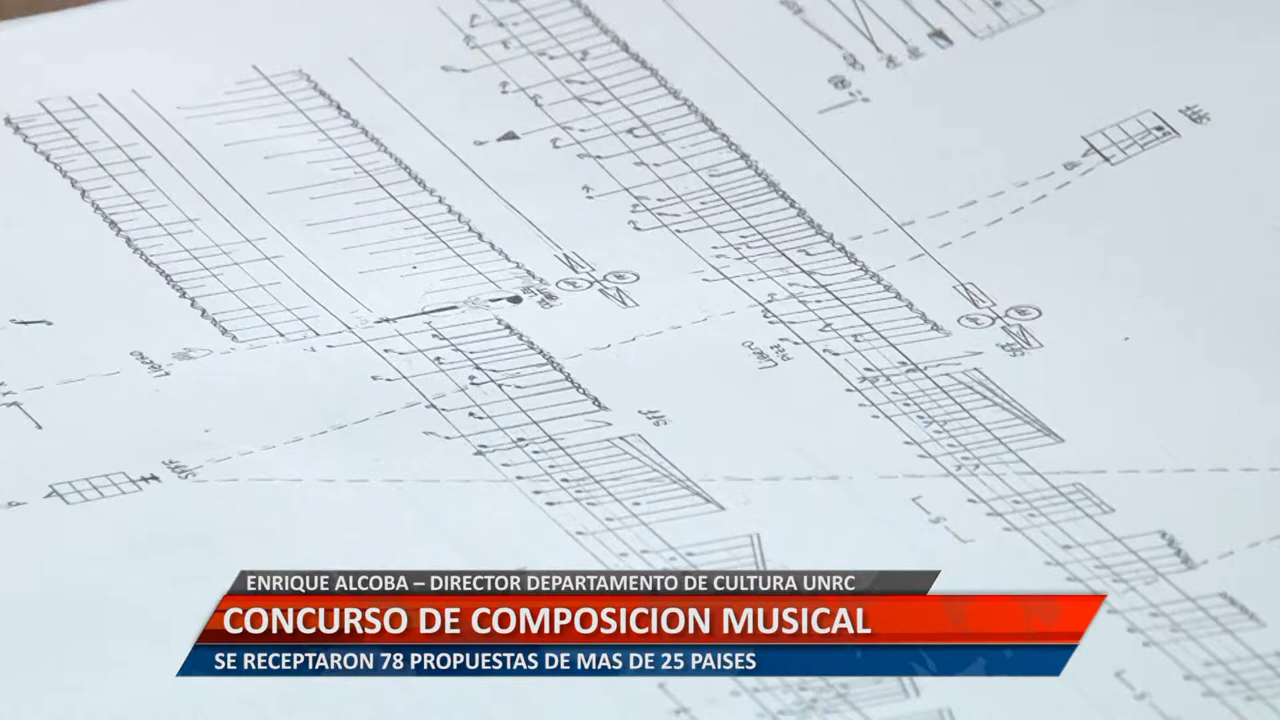 SFF
ENRIQUE ALCOBA – DIRECTOR DEPARTAMENTO DE CULTURA UNRC
CONCURSO DE COMPOSICION MUSICAL
SE RECEPTARON 78 PROPUESTAS DE MAS DE 25 PAISES